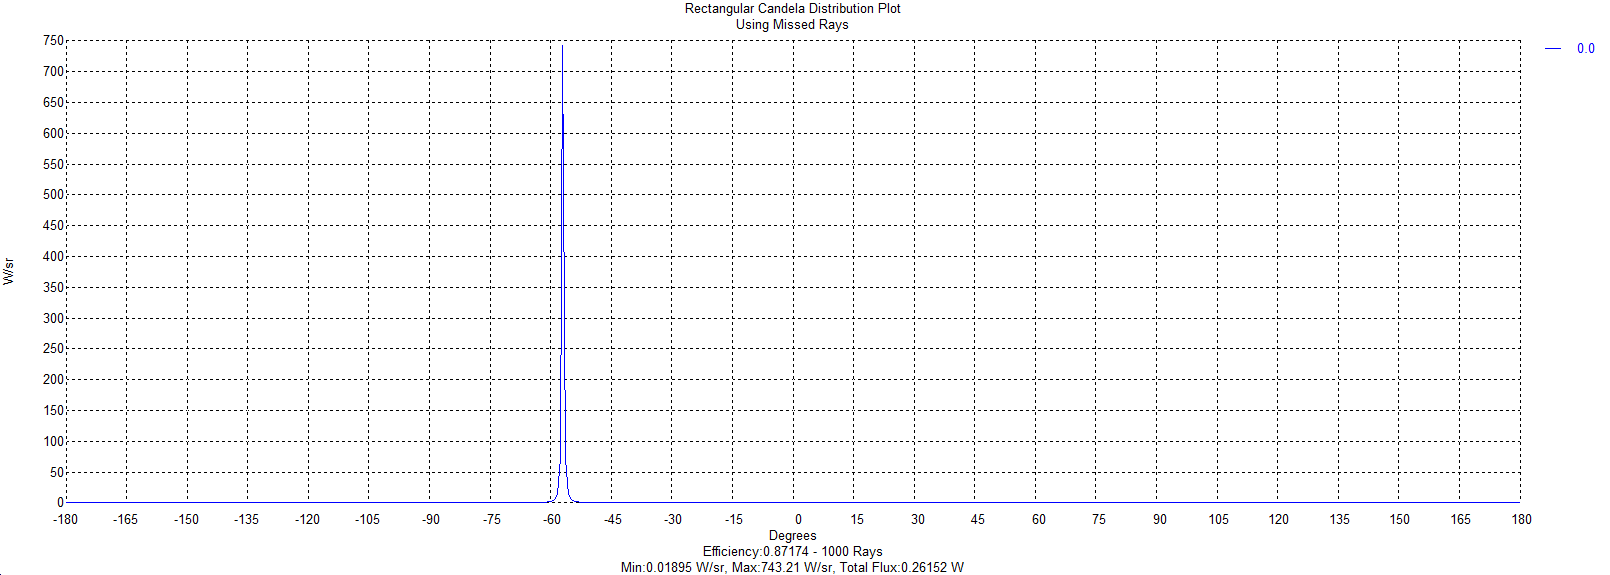 Rectangular Candela Distribution Plot
Using Missed Rays
0.0
750
700
650
600
550
500
450
400
350
300
250
200
150
100
50
0
W/sr
-180 -165 -150 -135 -120 -105 -90 -75 -60 -45 -30 -15 0 15 30 45 60 75 90 105 120 135 150 165 180
Degrees
Efficiency:0.87174 - 1000 Rays
Min:0.01895 W/sr, Max:743.21 W/sr, Total Flux:0.26152 W